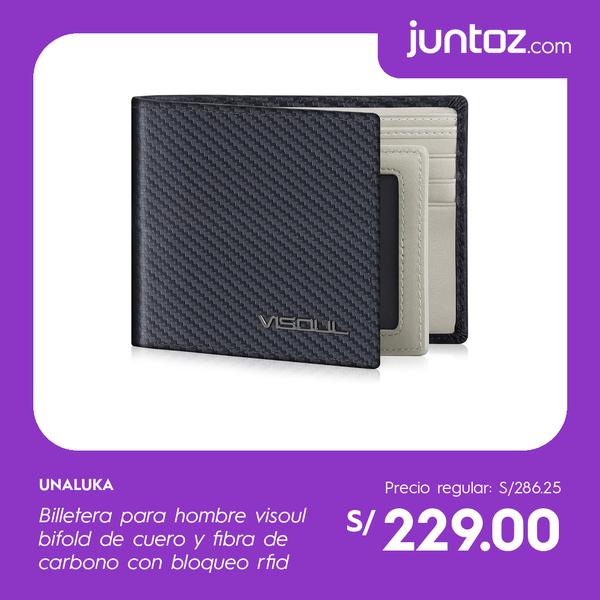 juntoz.com
VISOUL
UNALUKA
Billetera para hombre visoul
bifold de cuero y fibra de
carbono con bloqueo rfid
Precio regular: S/286.25
S/229.00